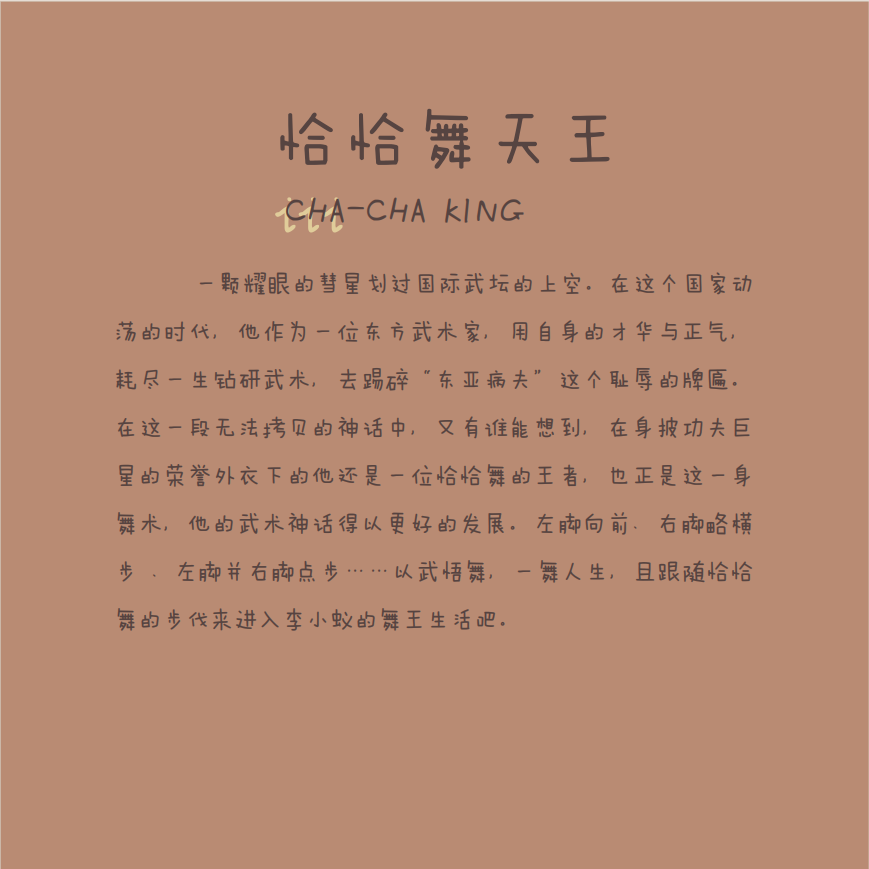 恰恰舞天王
CHA-CHA KING
一颗耀眼的彗星划过国际武坛的上空。在这个国家动
荡的时代，他作为一位东方武术家，用自身的才华与正气，
耗尽一生钻研武术，去踢碎“东亚病夫”这个耻辱的牌匾。
在这一段无法拷贝的神话中，又有谁能想到，在身披功夫巨
星的荣誉外衣下的他还是一位恰恰舞的王者，也正是这一身
舞术，他的武术神话得以更好的发展。左脚向前、右脚略横
步、左脚并右脚点步……以武悟舞，一舞人生，且跟随恰恰
舞的步伐来进入李小蚁的舞王生活吧。